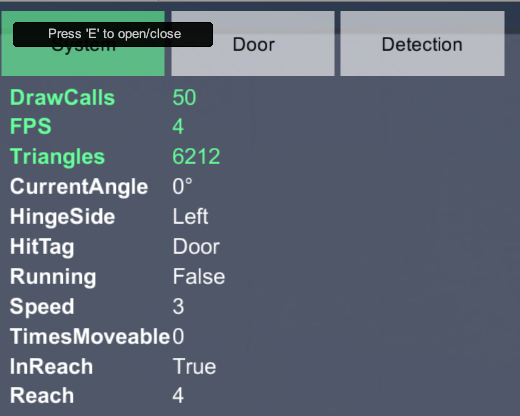 Press 'E' to open/close
System Door Detection
DrawCalls 50
FPS 4
Triangles 6212
CurrentAngle 0°
HingeSide Left
HitTag Door
Running False
Speed 3
TimesMoveable 0
InReach True
Reach 4